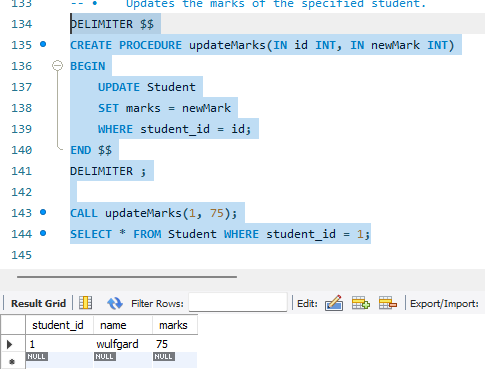 133 -- •    Updates the marks of the specified student.
134 DELIMITER $$
135 CREATE PROCEDURE updateMarks(IN id INT, IN newMark INT)
136 BEGIN
137     UPDATE Student
138     SET marks = newMark
139     WHERE student_id = id;
140 END $$
141 DELIMITER ;
142
143 CALL updateMarks(1, 75);
144 SELECT * FROM Student WHERE student_id = 1;
145
Result Grid Filter Rows: Edit: Export/Import:
student_id name marks
1 wulfgard 75
NULL NULL NULL